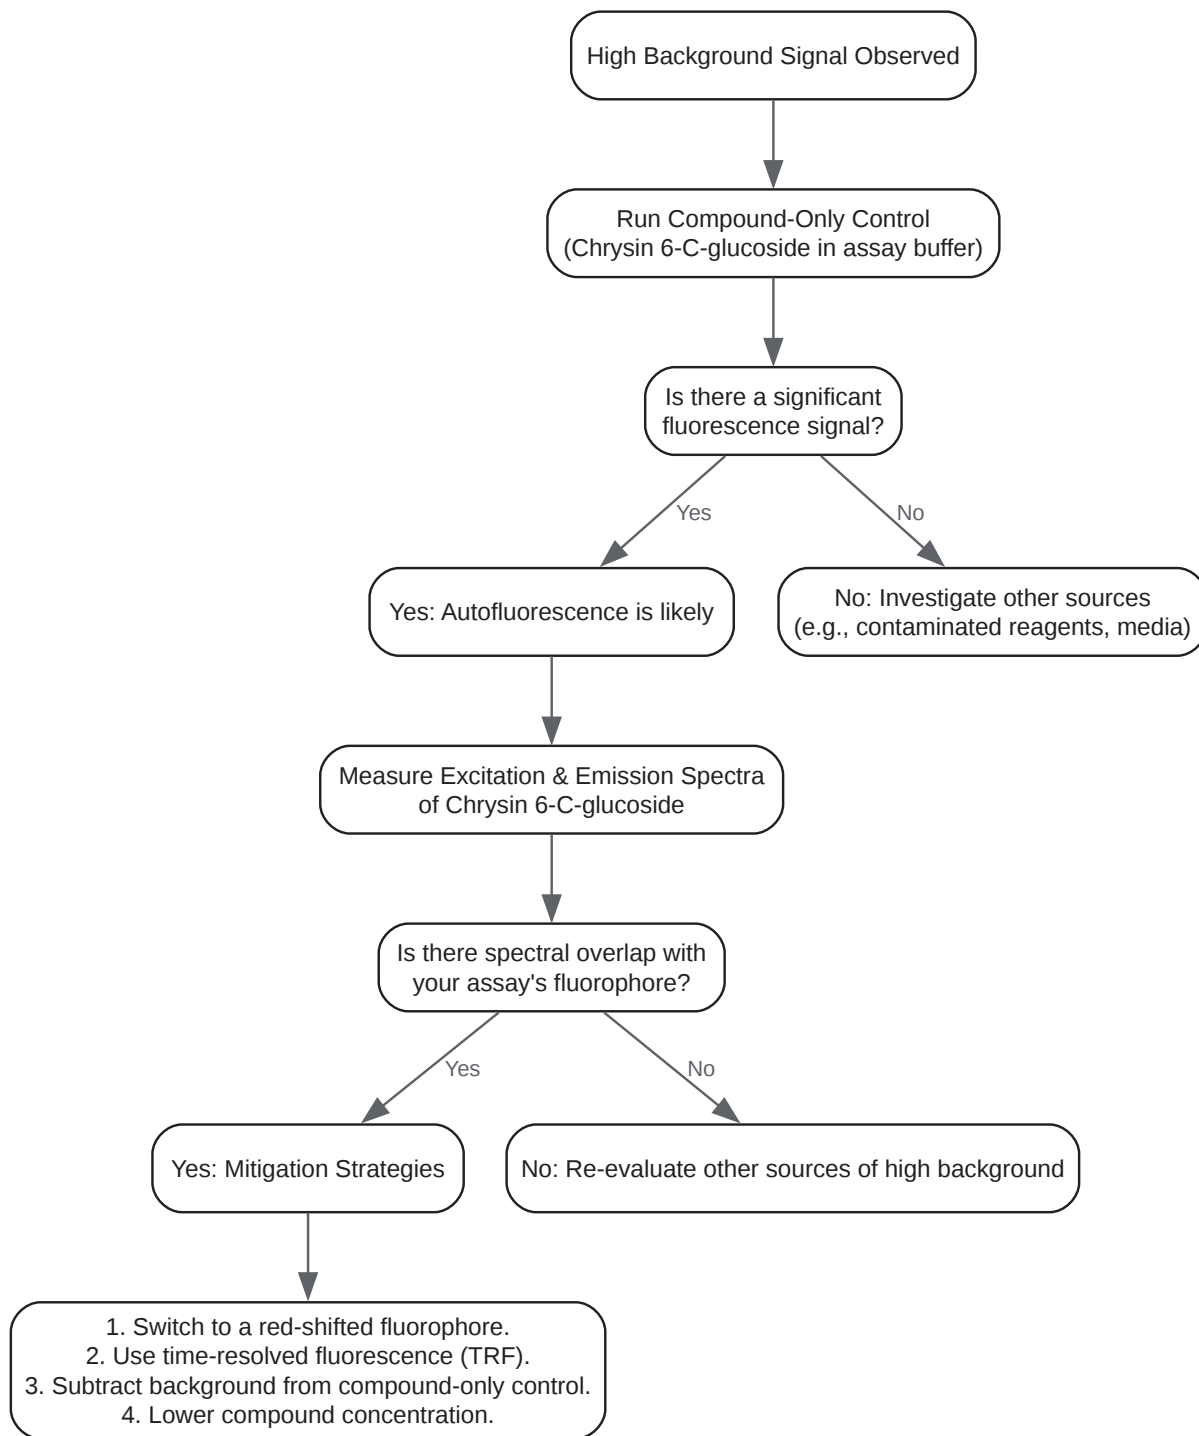 High Background Signal Observed
Run Compound-Only Control
(Chrysin 6-C-glucoside in assay buffer)
Is there a significant
fluorescence signal?
Yes
No
Yes: Autofluorescence is likely
No: Investigate other sources
(e.g., contaminated reagents, media)
Measure Excitation & Emission Spectra
of Chrysin 6-C-glucoside
Is there spectral overlap with
your assay's fluorophore?
Yes
No
Yes: Mitigation Strategies
No: Re-evaluate other sources of high background
1. Switch to a red-shifted fluorophore.
2. Use time-resolved fluorescence (TRF).
3. Subtract background from compound-only control.
4. Lower compound concentration.